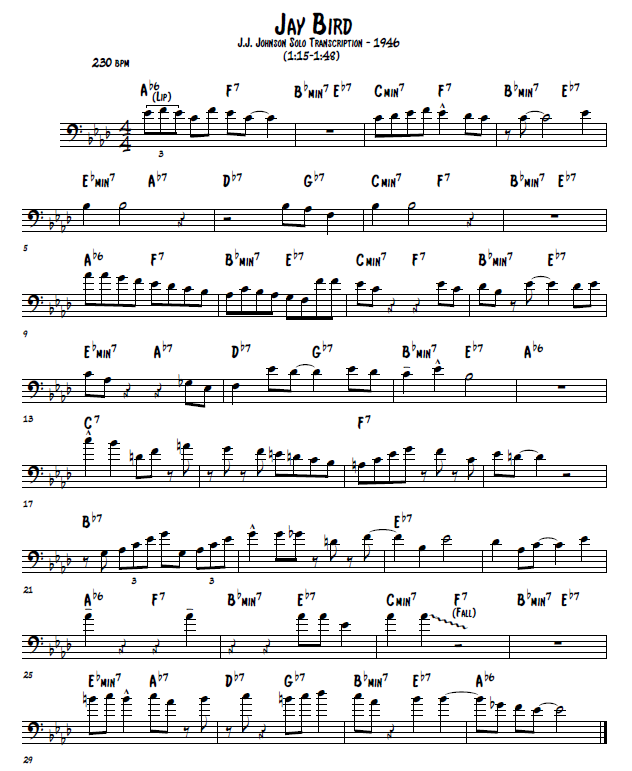 Jay Bird
J.J. Johnson Solo Transcription - 1946
(1:15-1:48)
230 bpm
A♭6 F7 B♭min7 E♭7 Cmin7 F7 B♭min7 E♭7
(Lip)
3
E♭min7 A♭7 D♭7 G♭7 Cmin7 F7 B♭min7 E♭7
5
A♭6 F7 B♭min7 E♭7 Cmin7 F7 B♭min7 E♭7
9
E♭min7 A♭7 D♭7 G♭7 B♭min7 E♭7 A♭6
13
C7 F7
17
B♭7 E♭7
3 3
21
A♭6 F7 B♭min7 E♭7 Cmin7 F7 B♭min7 E♭7
(Fall)
25
E♭min7 A♭7 D♭7 G♭7 B♭min7 E♭7 A♭6
29